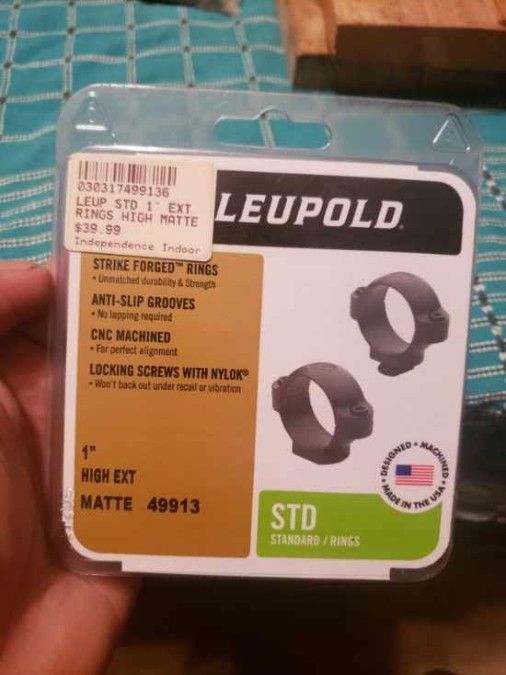 030317499136
LEUP STD 1" EXT
RINGS HIGH MATTE
$39.99
Independence Indoor
LEUPOLD
STRIKE FORGED™ RINGS
• Unmatched durability & Strength
ANTI-SLIP GROOVES
• No lapping required
CNC MACHINED
• For perfect alignment
LOCKING SCREWS WITH NYLOK®
• Won't back out under recoil or vibration
1"
HIGH EXT
MATTE 49913
DESIGNED • MACHINED
• MADE IN THE USA •
STD
STANDARD / RINGS